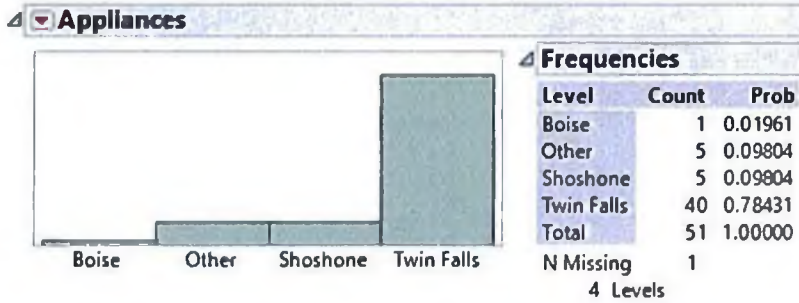 Appliances
Boise Other Shoshone Twin Falls
Frequencies
Level Count Prob
Boise 1 0.01961
Other 5 0.09804
Shoshone 5 0.09804
Twin Falls 40 0.78431
Total 51 1.00000
N Missing 1
4 Levels